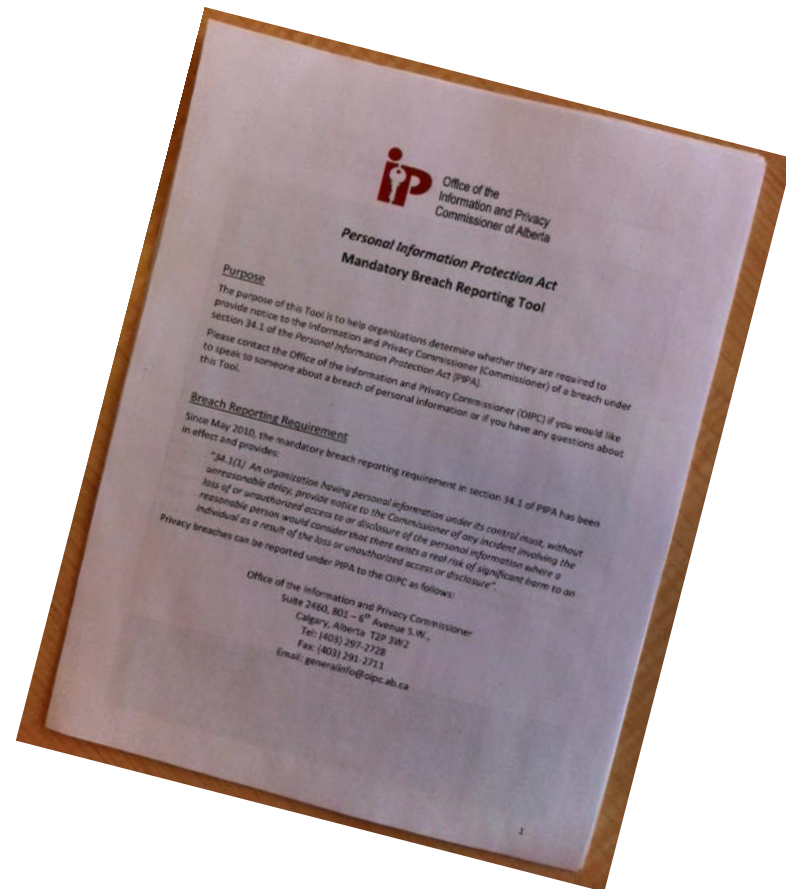 iP
Office of the
Information and Privacy
Commissioner of Alberta
Personal Information Protection Act
Mandatory Breach Reporting Tool
Purpose
The purpose of this Tool is to help organizations determine whether they are required to
provide notice to the Information and Privacy Commissioner (Commissioner) of a breach under
section 34.1 of the Personal Information Protection Act (PIPA).
Please contact the Office of the Information and Privacy Commissioner (OIPC) if you would like
to speak to someone about a breach of personal information or if you have any questions about
this Tool.
Breach Reporting Requirement
Since May 2010, the mandatory breach reporting requirement in section 34.1 of PIPA has been
in effect and provides:
"34.1(1) An organization having personal information under its control must, without
unreasonable delay, provide notice to the Commissioner of any incident involving the
loss of or unauthorized access to or disclosure of the personal information where a
reasonable person would consider that there exists a real risk of significant harm to an
individual as a result of the loss or unauthorized access or disclosure".
Privacy breaches can be reported under PIPA to the OIPC as follows:
Office of the Information and Privacy Commissioner
Suite 2460, 801 – 6th Avenue S.W.,
Calgary, Alberta T2P 3W2
Tel: (403) 297-2728
Fax: (403) 291-2711
Email: generalinfo@oipc.ab.ca
1